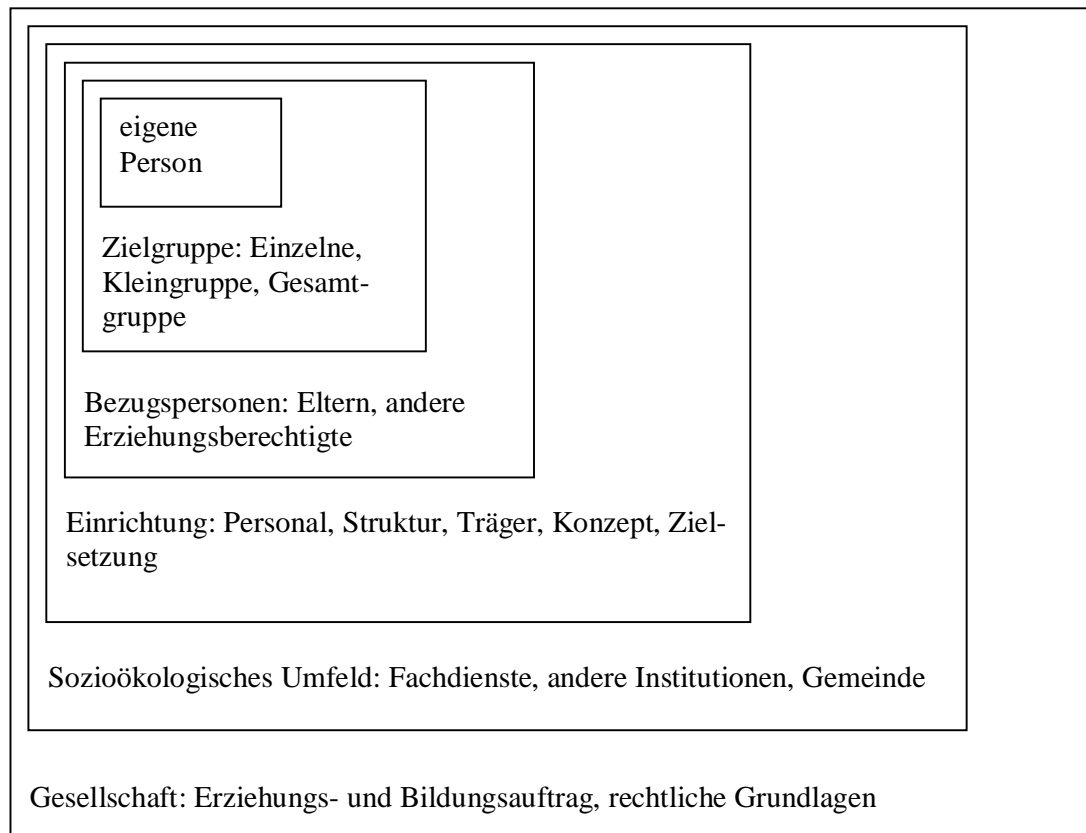 eigene
Person
Zielgruppe: Einzelne,
Kleingruppe, Gesamt-
gruppe
Bezugspersonen: Eltern, andere
Erziehungsberechtigte
Einrichtung: Personal, Struktur, Träger, Konzept, Ziel-
setzung
Sozioökologisches Umfeld: Fachdienste, andere Institutionen, Gemeinde
Gesellschaft: Erziehungs- und Bildungsauftrag, rechtliche Grundlagen